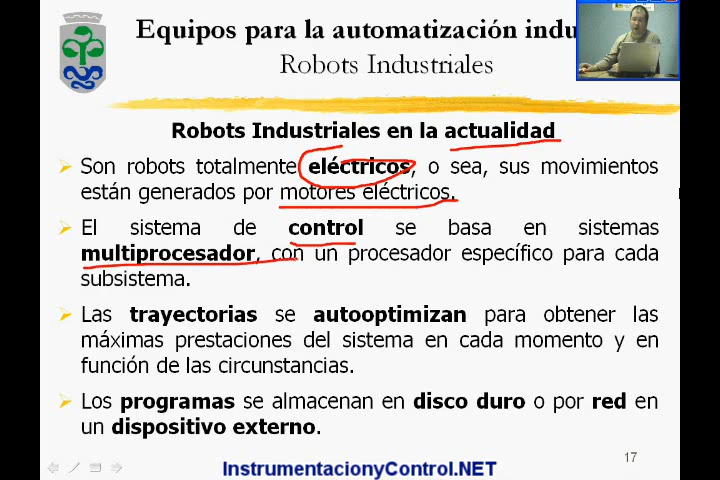 Equipos para la automatización indu
Robots Industriales
Robots Industriales en la actualidad
Son robots totalmente eléctricos, o sea, sus movimientos
están generados por motores eléctricos.
El sistema de control se basa en sistemas
multiprocesador, con un procesador específico para cada
subsistema.
Las trayectorias se autooptimizan para obtener las
máximas prestaciones del sistema en cada momento y en
función de las circunstancias.
Los programas se almacenan en disco duro o por red en
un dispositivo externo.
17
InstrumentacionyControl.NET